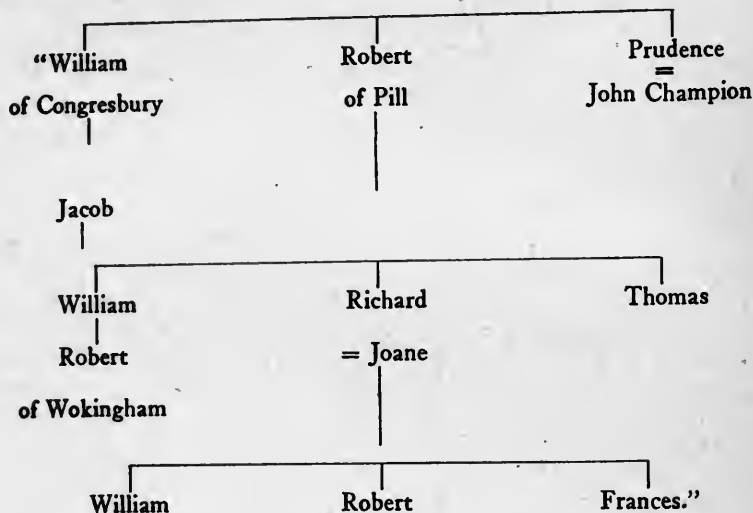 “William Robert Prudence
=
of Congresbury of Pill John Champion
Jacob
William Richard Thomas
Robert = Joane
of Wokingham
William Robert Frances.”